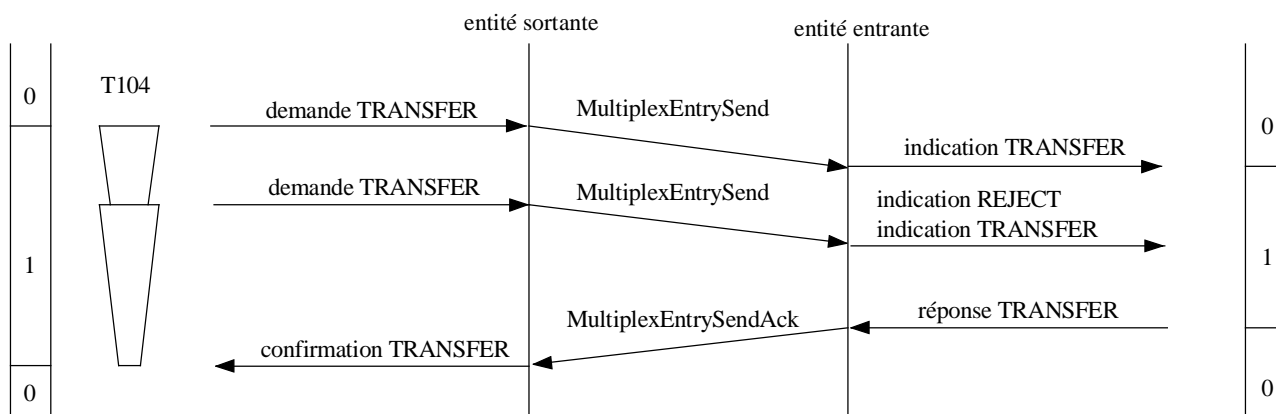 entité sortante
entité entrante
0
T104
demande TRANSFER
MultiplexEntrySend
0
indication TRANSFER
demande TRANSFER
MultiplexEntrySend
indication REJECT
indication TRANSFER
1
1
MultiplexEntrySendAck
réponse TRANSFER
confirmation TRANSFER
0
0